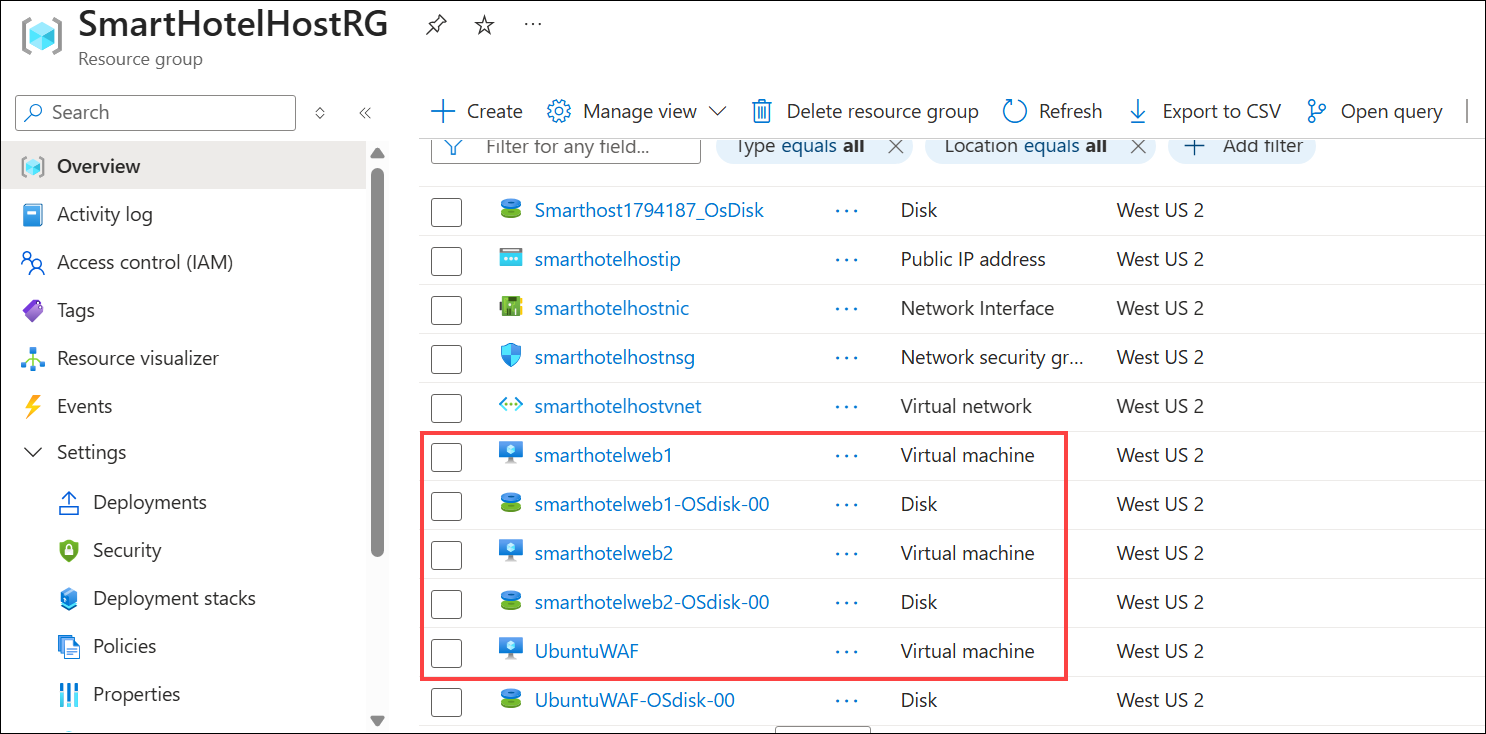 SmartHotelHostRG
Resource group
Search
Overview
Activity log
Access control (IAM)
Tags
Resource visualizer
Events
Settings
Deployments
Security
Deployment stacks
Policies
Properties
Create Manage view Delete resource group Refresh Export to CSV Open query
Filter for any field... Type equals all Location equals all Add filter
Smarthost1794187_OsDisk Disk West US 2
smarthotelhostip Public IP address West US 2
smarthotelhostnic Network Interface West US 2
smarthotelhostnsg Network security gr... West US 2
smarthotelhostvnet Virtual network West US 2
smarthotelweb1 Virtual machine West US 2
smarthotelweb1-OSdisk-00 Disk West US 2
smarthotelweb2 Virtual machine West US 2
smarthotelweb2-OSdisk-00 Disk West US 2
UbuntuWAF Virtual machine West US 2
UbuntuWAF-OSdisk-00 Disk West US 2